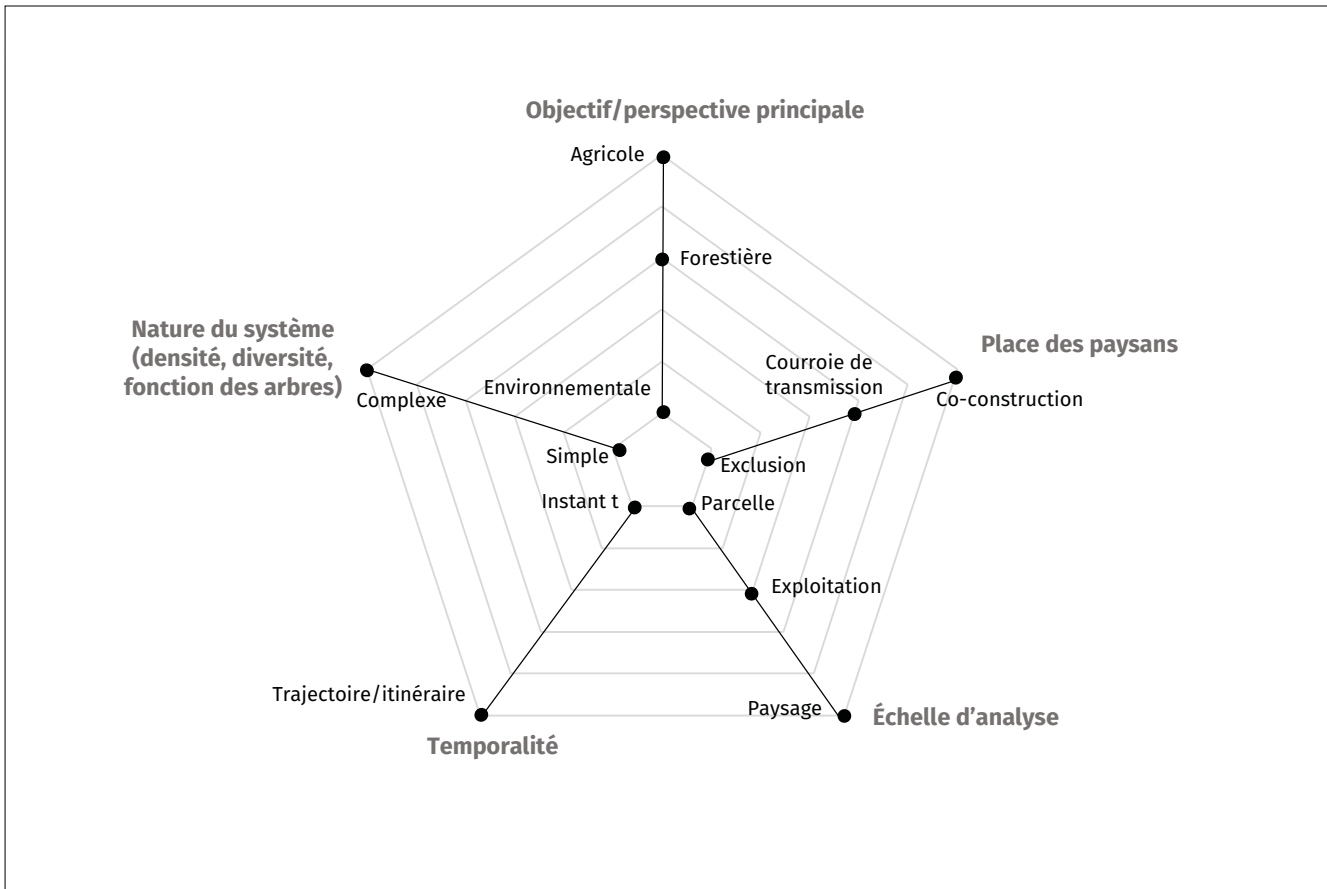 Objectif/perspective principale
Agricole
Forestière
Nature du système
(densité, diversité,
fonction des arbres)
Place des paysans
Courroie de
transmission
Environnementale
Complexe
Co-construction
Simple
Exclusion
Instant t
Parcelle
Exploitation
Trajectoire/itinéraire
Paysage
Échelle d’analyse
Temporalité